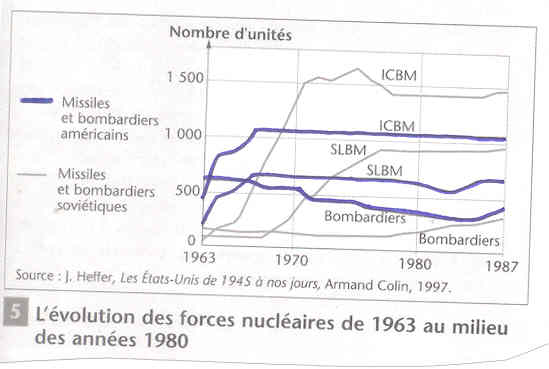 Nombre d'unités
1 500
1 000
500
0
1963
1970
1980
1987
ICBM
ICBM
SLBM
SLBM
Bombardiers
Bombardiers
Missiles
et bombardiers
américains
Missiles
et bombardiers
soviétiques
Source : J. Heffer, Les États-Unis de 1945 à nos jours, Armand Colin, 1997.
5 L'évolution des forces nucléaires de 1963 au milieu
des années 1980